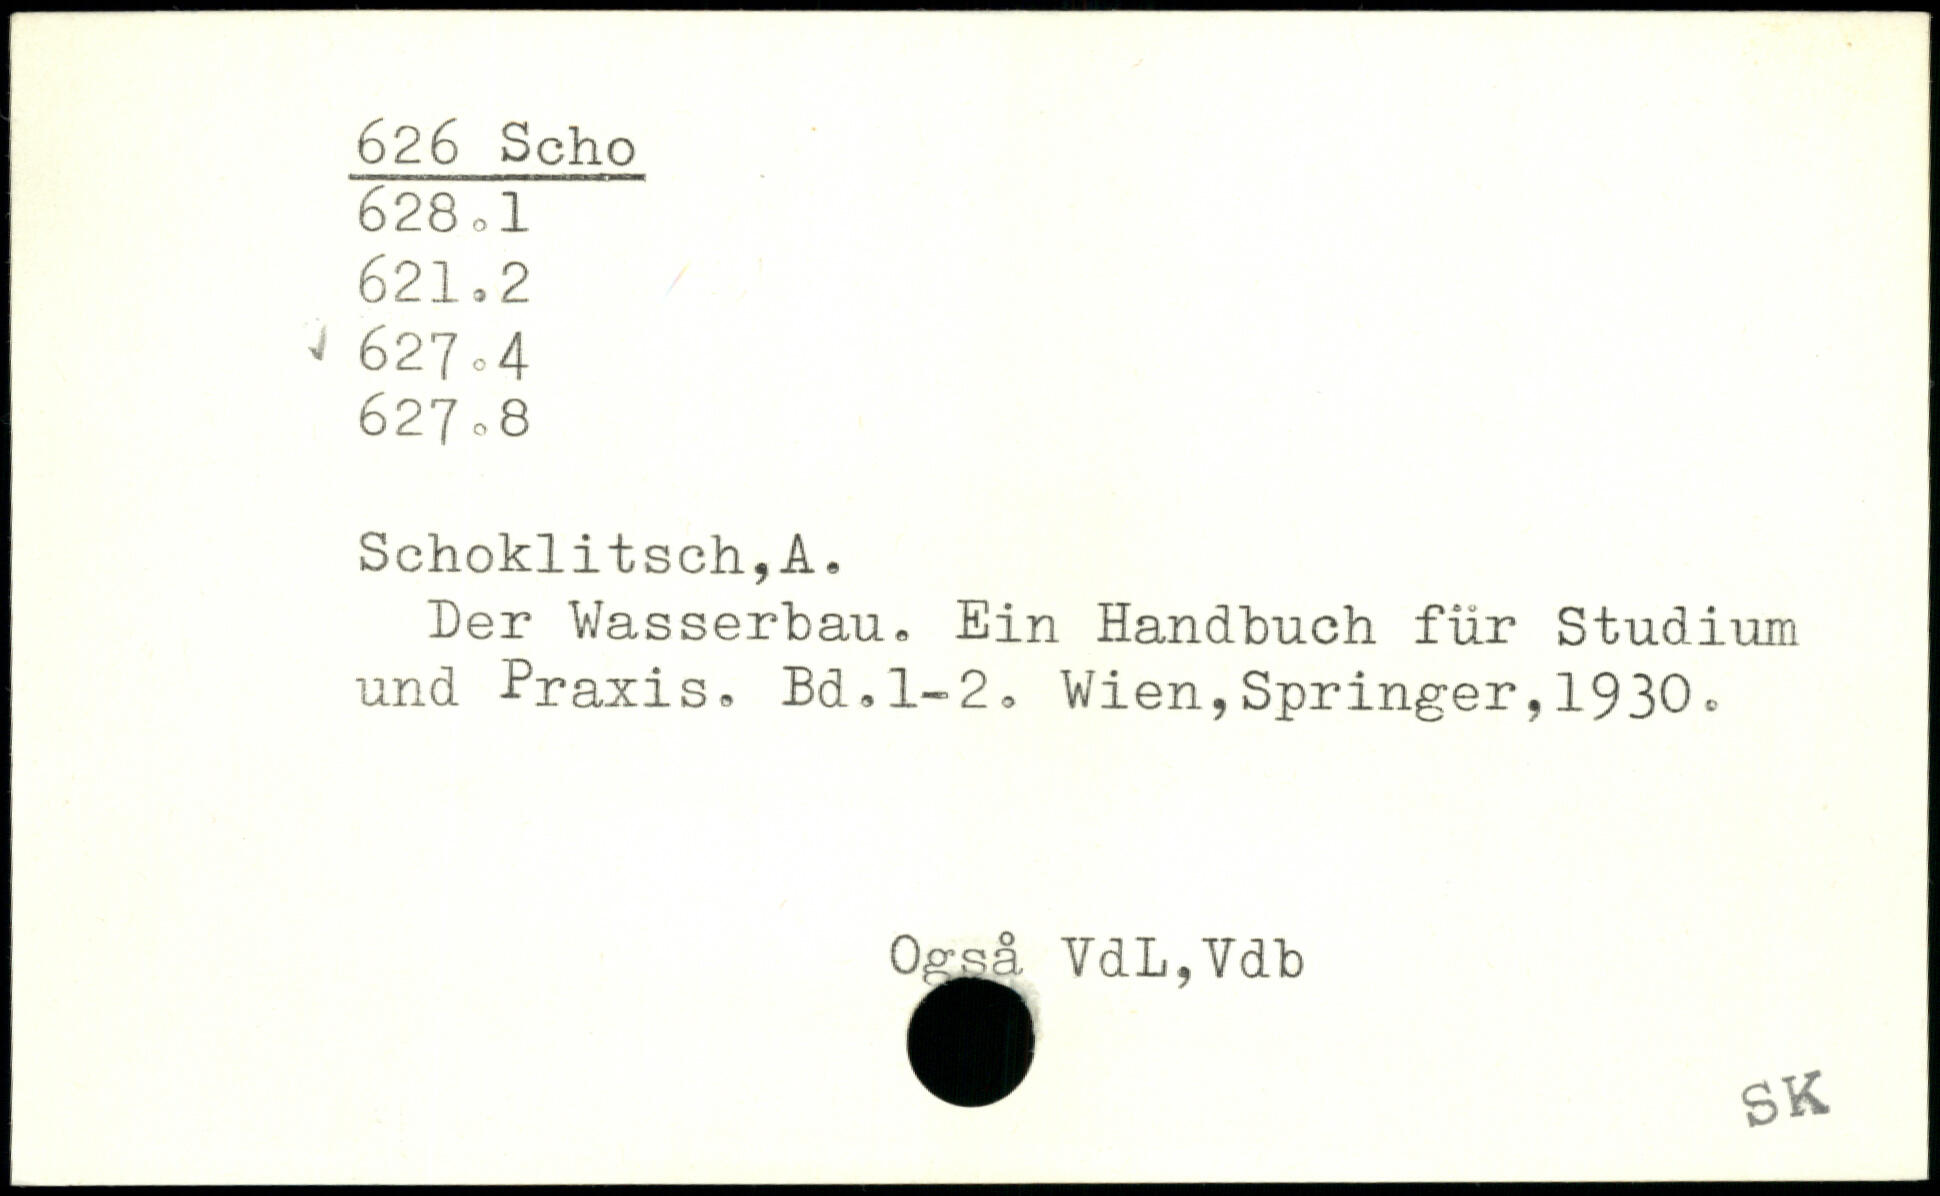 626 Scho
628.1
621.2
627.4
627.8
Schoklitsch,A.
Der Wasserbau. Ein Handbuch für Studium
und Praxis. Bd.1-2. Wien,Springer,1930.
Også VdL,Vdb
SK